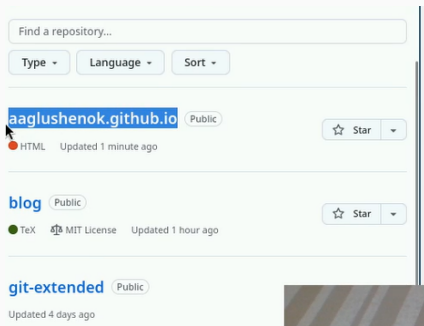 Find a repository...
Type Language Sort
aaglushenok.github.io Public
Star
HTML Updated 1 minute ago
blog Public
Star
TeX MIT License Updated 1 hour ago
git-extended Public
Updated 4 days ago